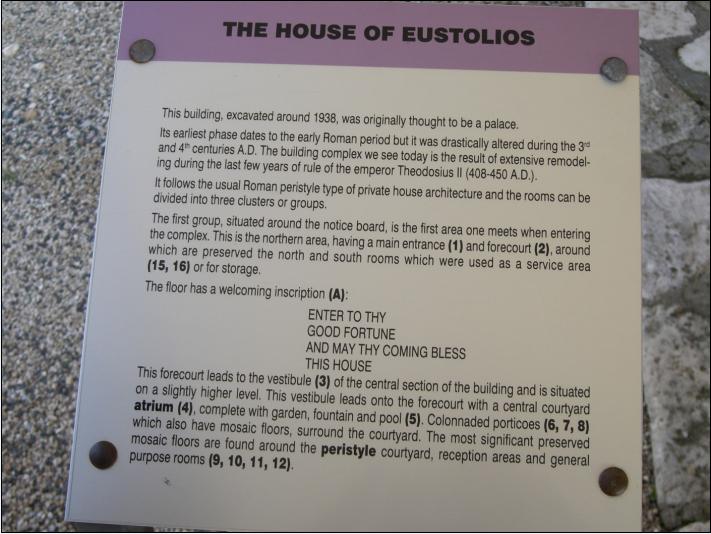 THE HOUSE OF EUSTOLIOS
This building, excavated around 1938, was originally thought to be a palace.
Its earliest phase dates to the early Roman period but it was drastically altered during the 3rd
and 4th centuries A.D. The building complex we see today is the result of extensive remodel-
ing during the last few years of rule of the emperor Theodosius II (408-450 A.D.).
It follows the usual Roman peristyle type of private house architecture and the rooms can be
divided into three clusters or groups.
The first group, situated around the notice board, is the first area one meets when entering
the complex. This is the northern area, having a main entrance (1) and forecourt (2), around
which are preserved the north and south rooms which were used as a service area
(15, 16) or for storage.
The floor has a welcoming inscription (A):
ENTER TO THY
GOOD FORTUNE
AND MAY THY COMING BLESS
THIS HOUSE
This forecourt leads to the vestibule (3) of the central section of the building and is situated
on a slightly higher level. This vestibule leads onto the forecourt with a central courtyard
atrium (4), complete with garden, fountain and pool (5). Colonnaded porticoes (6, 7, 8)
which also have mosaic floors, surround the courtyard. The most significant preserved
mosaic floors are found around the peristyle courtyard, reception areas and general
purpose rooms (9, 10, 11, 12).